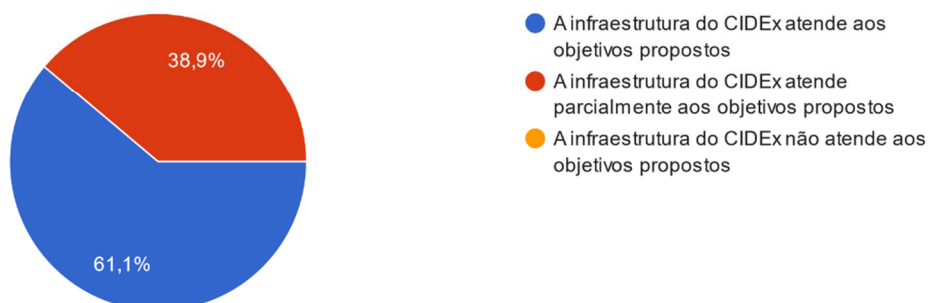 38,9%
61,1%
A infraestrutura do CIDEx atende aos
objetivos propostos
A infraestrutura do CIDEx atende
parcialmente aos objetivos propostos
A infraestrutura do CIDEx não atende aos
objetivos propostos